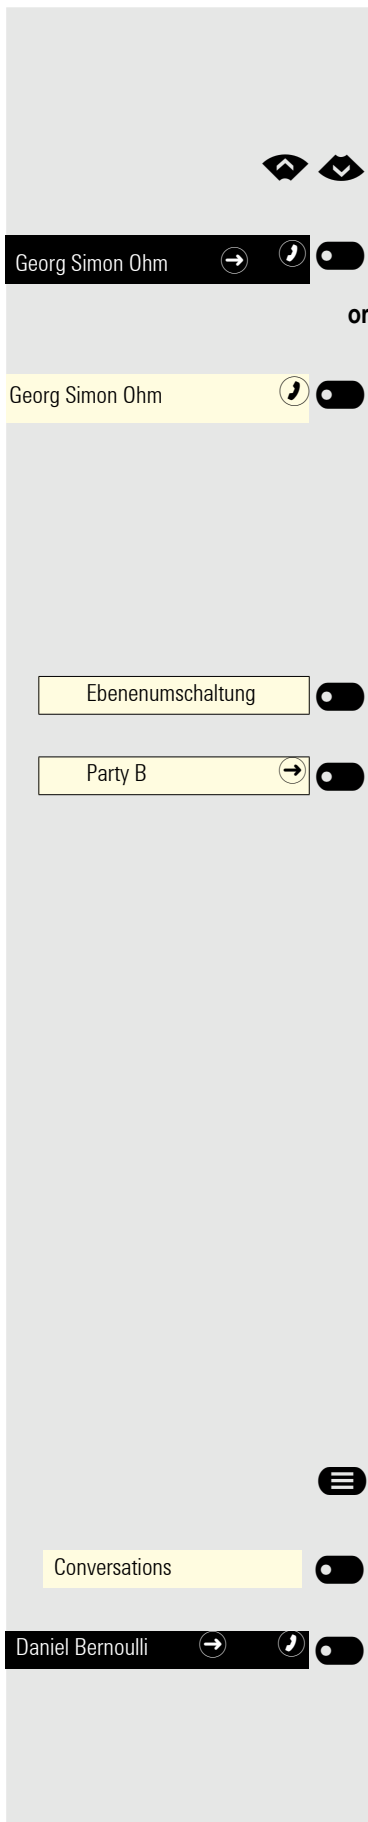 Georg Simon Ohm
or
Georg Simon Ohm
Ebenenumschaltung
Party B
Conversations
Daniel Bernoulli